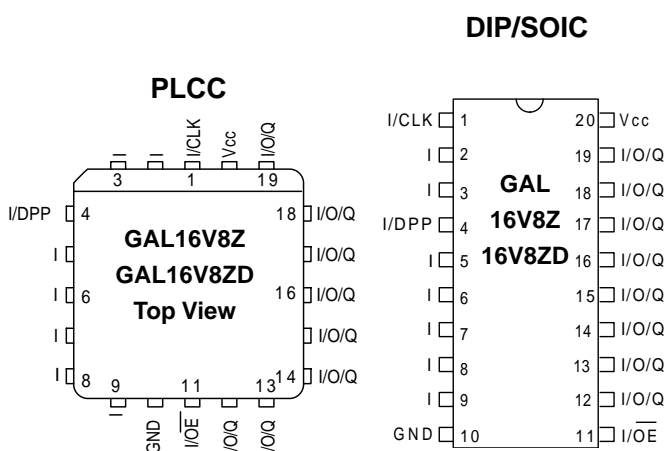 DIP/SOIC
PLCC
I I I/CLK Vcc I/O/Q
3 1 19
I/DPP 4 18 I/O/Q
I I/O/Q
I 6 16 I/O/Q
I I/O/Q
I 8 14 I/O/Q
GAL16V8Z
GAL16V8ZD
Top View
9 11 13
I GND I/OE I/O/Q I/O/Q
I/CLK 1 20 Vcc
I 2 19 I/O/Q
I 3 18 I/O/Q
I/DPP 4 17 I/O/Q
I 5 16 I/O/Q
I 6 15 I/O/Q
I 7 14 I/O/Q
I 8 13 I/O/Q
I 9 12 I/O/Q
GND 10 11 I/OE
GAL
16V8Z
16V8ZD